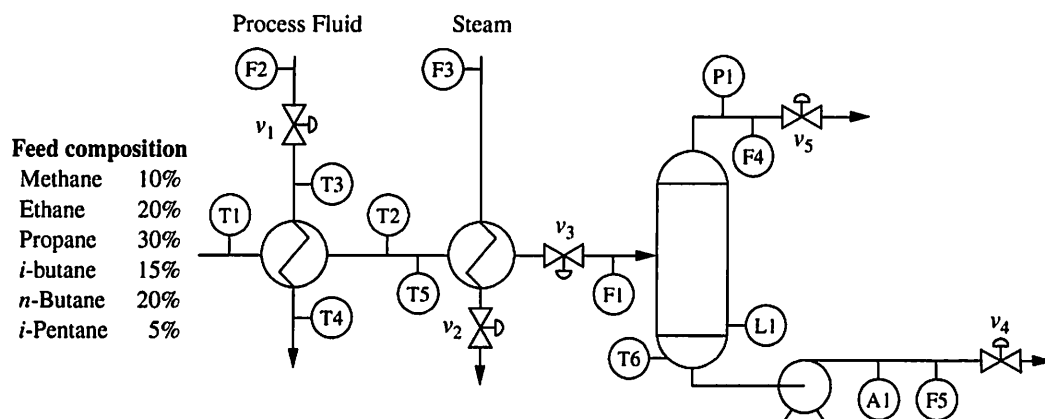 Process Fluid
Steam
F2
F3
P1
v1
v5
F4
Feed composition
Methane 10%
Ethane 20%
Propane 30%
i-butane 15%
n-Butane 20%
i-Pentane 5%
T3
T1
T2
v3
T5
F1
T4
v2
L1
T6
v4
A1
F5